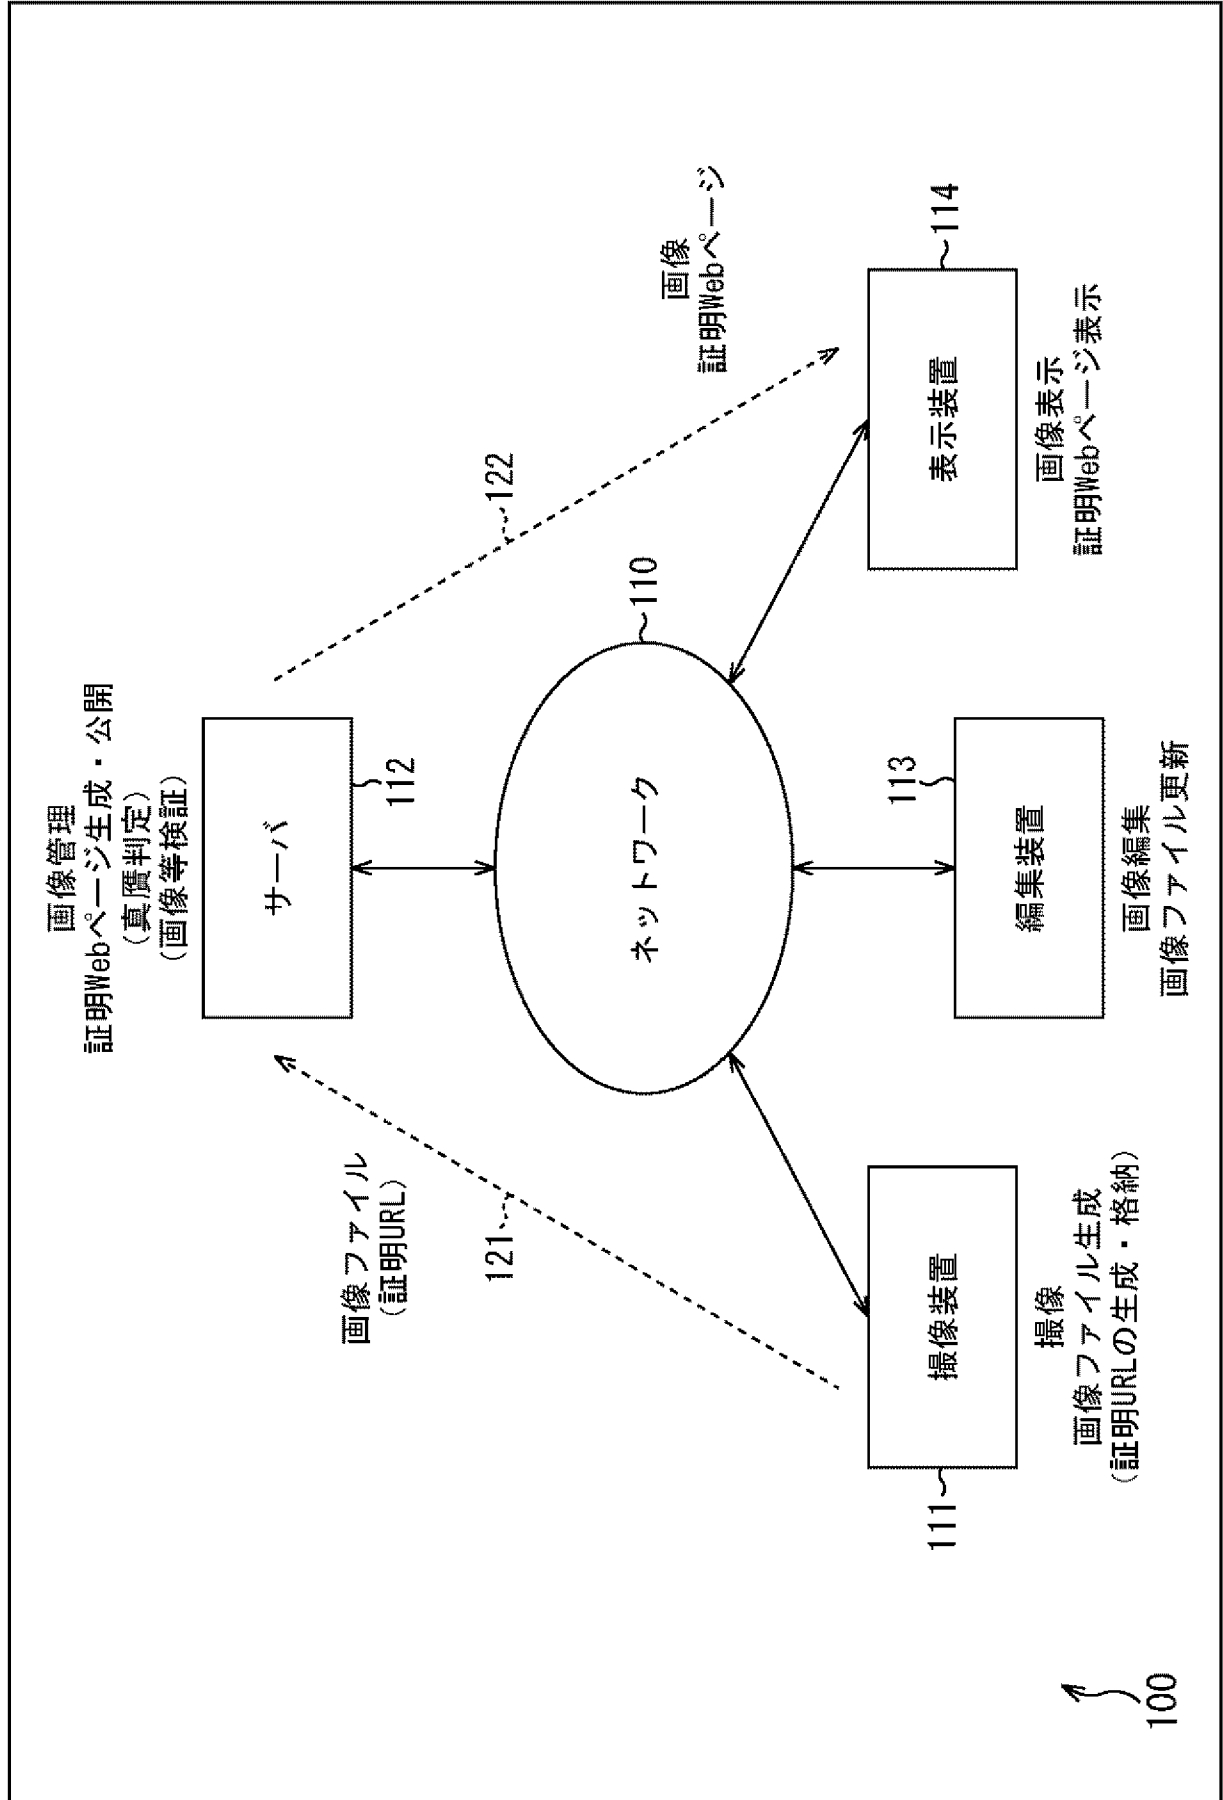 画像管理
証明Webページ生成・公開
(真贋判定)
(画像等検証)
サーバ
112
画像ファイル
(証明URL)
121
122
画像
証明Webページ
ネットワーク
110
撮像装置
111
撮像
画像ファイル生成
(証明URLの生成・格納)
113
編集装置
画像編集
画像ファイル更新
表示装置
114
画像表示
証明Webページ表示
100